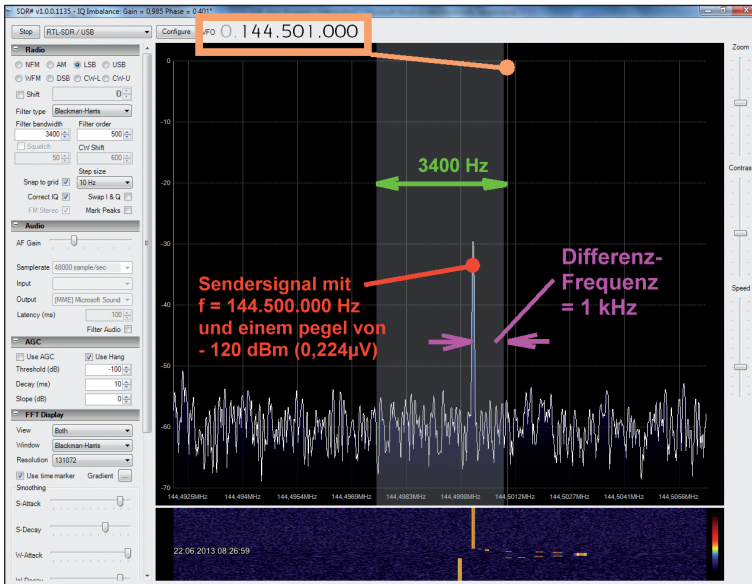 SDR# v1.0.0.1135 - IQ Imbalance: Gain = 0,985 Phase = 0.401°
Stop RTL-SDR / USB Configure VFO 0.144.501.000
Radio
NFM AM LSB USB
WFM DSB CW-L CW-U
Shift 0
Filter type Blackman-Harris
Filter bandwidth Filter order
3400 500
Squelch CW Shift
50 600
Step size
Snap to grid 10 Hz
Correct IQ Swap I & Q
FM Stereo Mark Peaks
Audio
AF Gain
Samplerate 48000 sample/sec
Input
Output [MME] Microsoft Sound
Latency (ms) 100
Filter Audio
AGC
Use AGC Use Hang
Threshold (dB) -100
Decay (ms) 10
Slope (dB) 0
FFT Display
View Both
Window Blackman-Harris
Resolution 131072
Use time marker Gradient ...
Smoothing
S-Attack
S-Decay
W-Attack
W-Decay
0
-10
-20
-30
-40
-50
-60
-70
3400 Hz
Sendersignal mit
f = 144.500.000 Hz
und einem pegel von
- 120 dBm (0,224µV)
Differenz-
Frequenz
= 1 kHz
144,4925MHz 144,494MHz 144,4954MHz 144,4969MHz 144,4983MHz 144,4998MHz 144,5012MHz 144,5027MHz 144,5041MHz 144,5056MHz
22.06.2013 08:26:59
Zoom
Contras
Speed